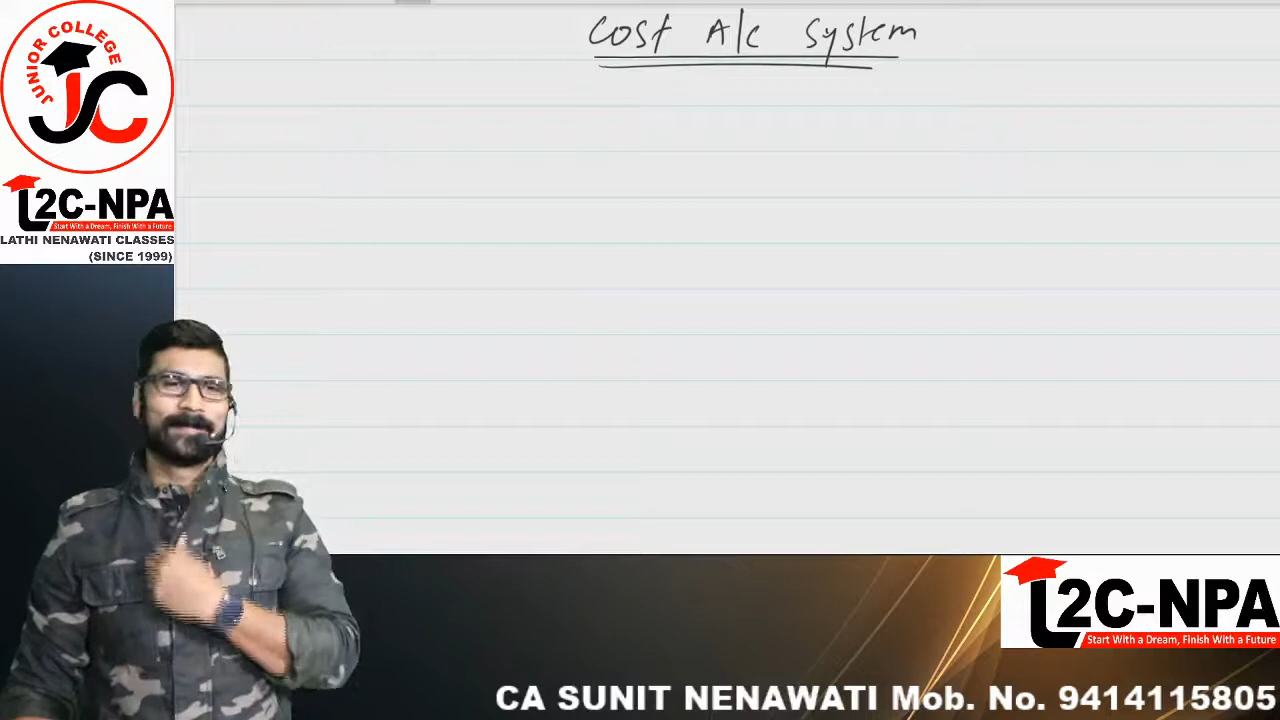 Cost A/c System
JUNIOR COLLEGE
JC
L2C-NPA
Start With a Dream, Finish With a Future
LATHI NENAWATI CLASSES
(SINCE 1999)
L2C-NPA
Start With a Dream, Finish With a Future
CA SUNIT NENAWATI Mob. No. 9414115805